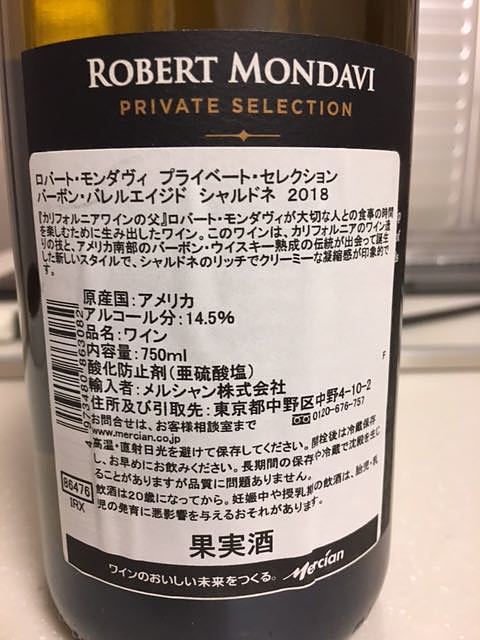 ROBERT MONDAVI
PRIVATE SELECTION
ロバート・モンダヴィ プライベート・セレクション
バーボン・バレルエイジド シャルドネ 2018
『カリフォルニアワインの父』ロバート・モンダヴィが大切な人との食事の時間
を楽しむために生み出したワイン。このワインは、カリフォルニアのワイン造
りの技と、アメリカ南部のバーボン・ウイスキー熟成の伝統が出会って誕生
した新しいスタイルで、シャルドネのリッチでクリーミーな凝縮感が印象的で
す。
原産国：アメリカ
アルコール分：14.5％
品名：ワイン
内容量：750ml
酸化防止剤（亜硫酸塩）
輸入者：メルシャン株式会社
住所及び引取先：東京都中野区中野4-10-2
お問合せは、お客様相談室まで 0120-676-757
www.mercian.co.jp
高温・直射日光を避けて保存してください。開栓後は冷蔵保存
し、お早めにお飲みください。長期間の保存や冷蔵で沈殿を生じ
ることがありますが品質に問題ありません。
飲酒は20歳になってから。妊娠中や授乳期の飲酒は、胎児・乳
児の発育に悪影響を与えるおそれがあります。
4 973480 863082
86476
IRX
果実酒
ワインのおいしい未来をつくる。 Mercian
F